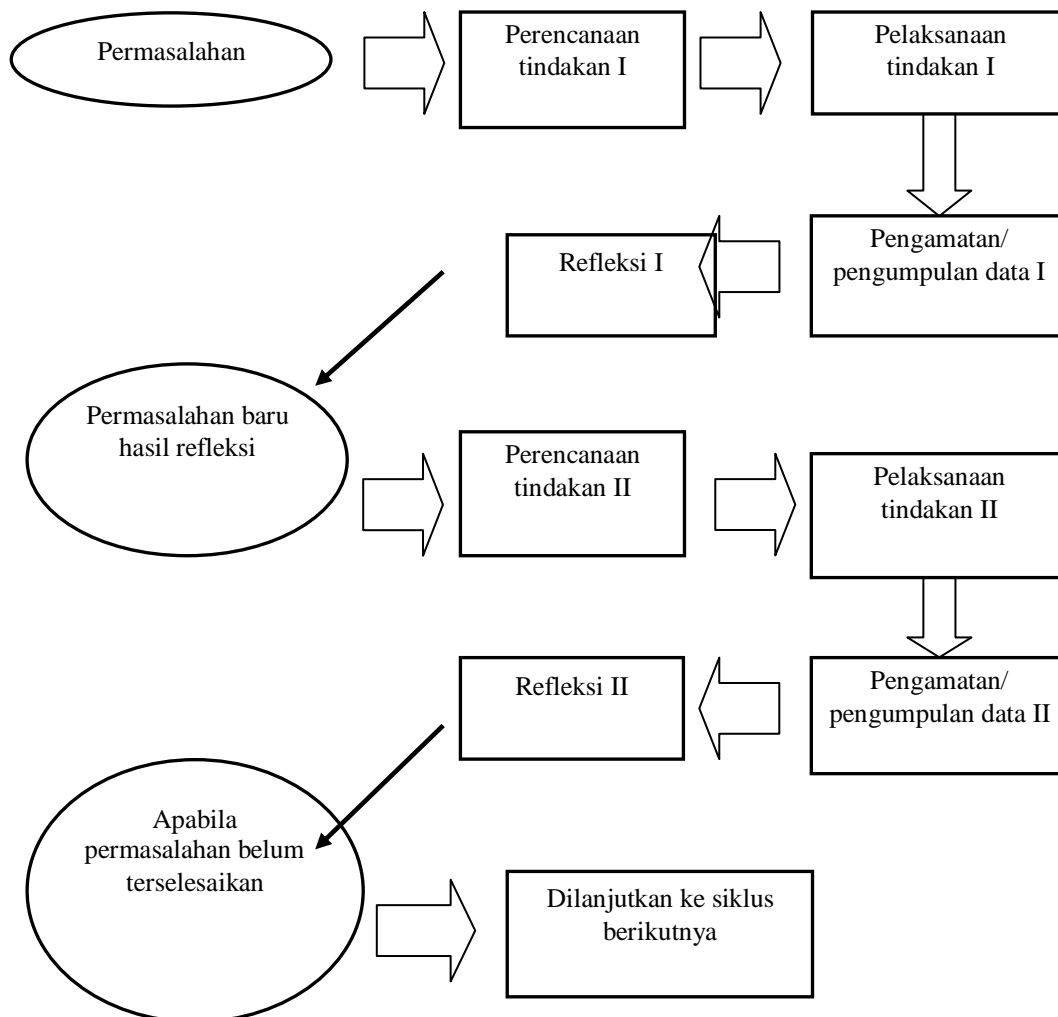 Permasalahan
Perencanaan
tindakan I
Pelaksanaan
tindakan I
Refleksi I
Pengamatan/
pengumpulan data I
Permasalahan baru
hasil refleksi
Perencanaan
tindakan II
Pelaksanaan
tindakan II
Refleksi II
Pengamatan/
pengumpulan data II
Apabila
permasalahan belum
terselesaikan
Dilanjutkan ke siklus
berikutnya